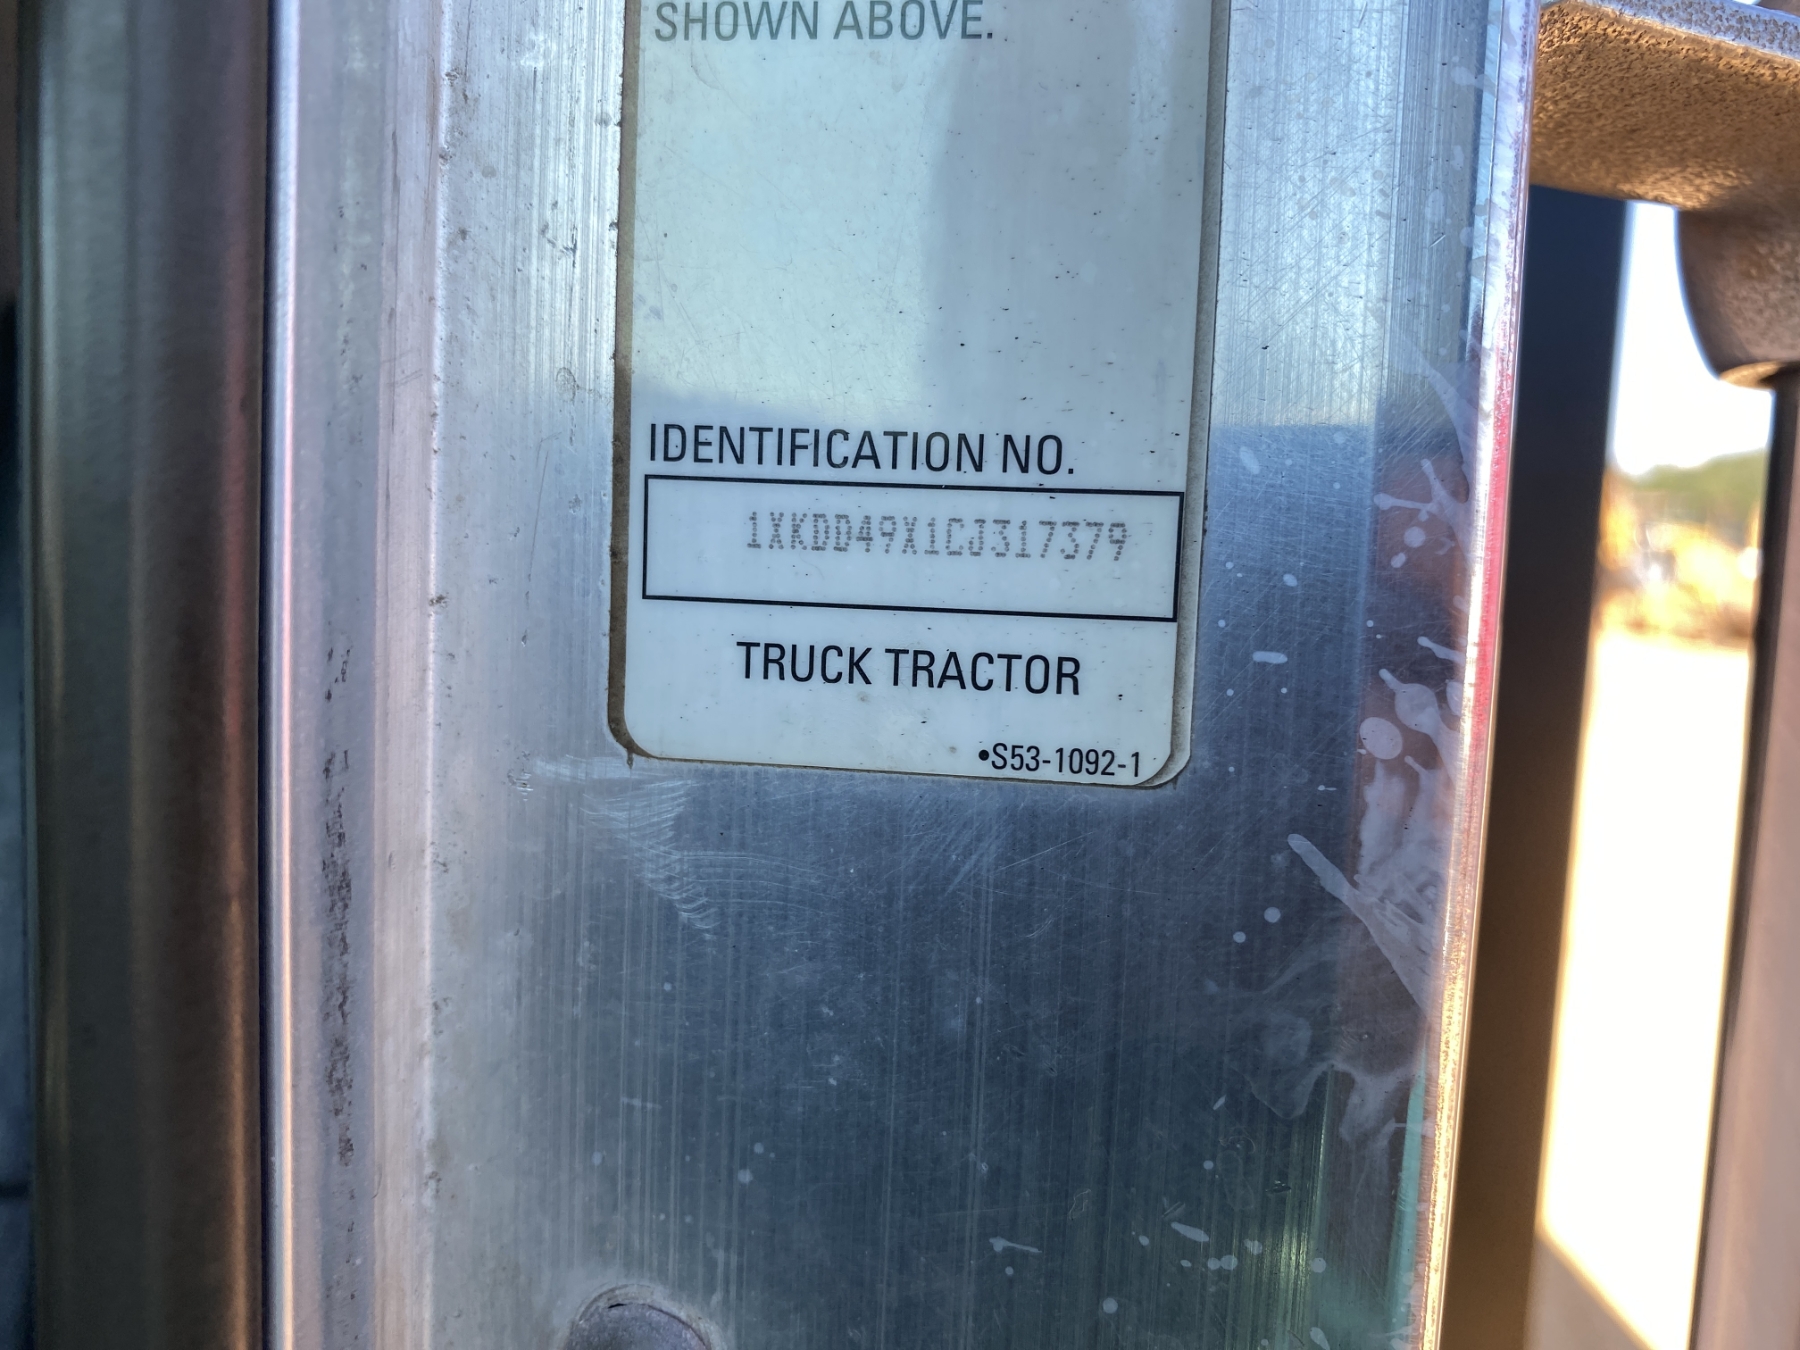 SHOWN ABOVE.
IDENTIFICATION NO.
1XKDD49X1CJ317379
TRUCK TRACTOR
•S53-1092-1